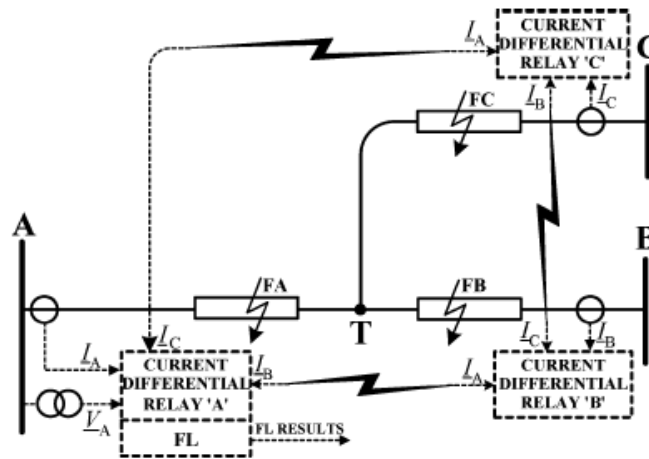 I_A
CURRENT
DIFFERENTIAL
RELAY 'C'
C
I_B
I_C
FC
A
B
FA
FB
T
I_C
I_C
I_B
I_A
I_B
I_A
CURRENT
DIFFERENTIAL
RELAY 'A'
CURRENT
DIFFERENTIAL
RELAY 'B'
V_A
FL
FL RESULTS